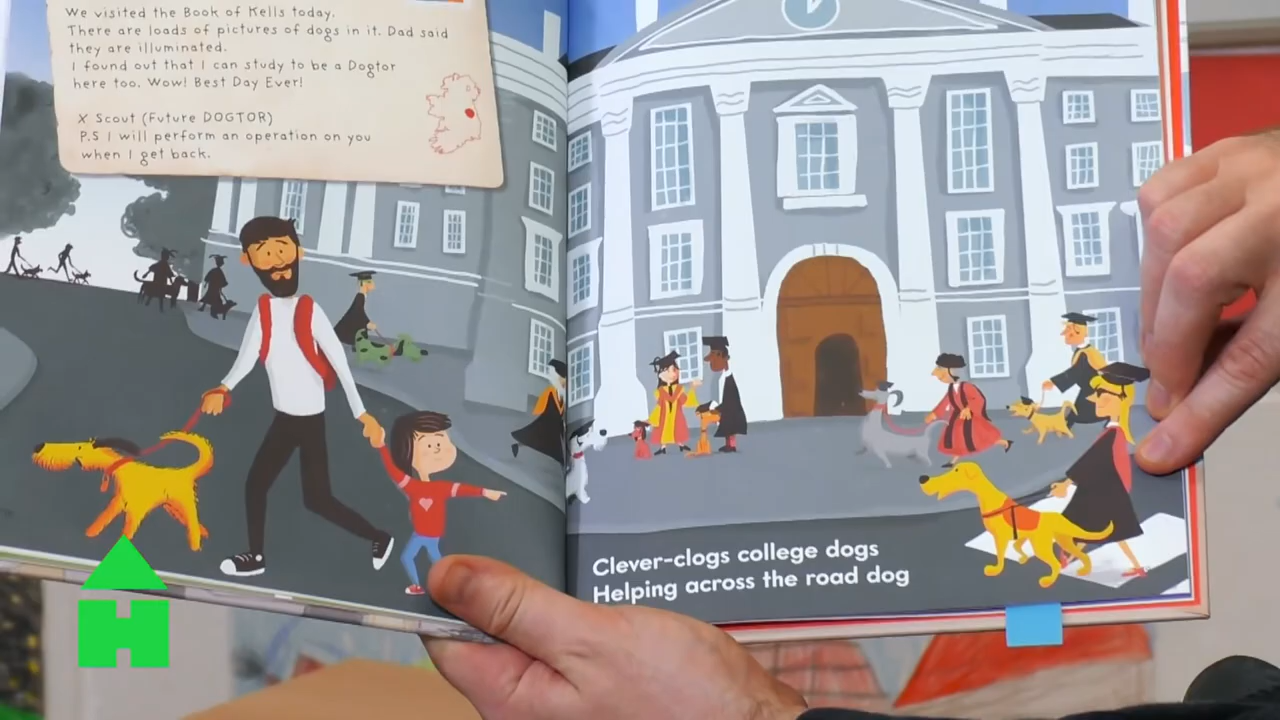 We visited the Book of Kells today.
There are loads of pictures of dogs in it. Dad said
they are illuminated.
I found out that I can study to be a Dogtor
here too. Wow! Best Day Ever!
X Scout (Future DOGTOR)
P.S I will perform an operation on you
when I get back.
Clever-clogs college dogs
Helping across the road dog
H